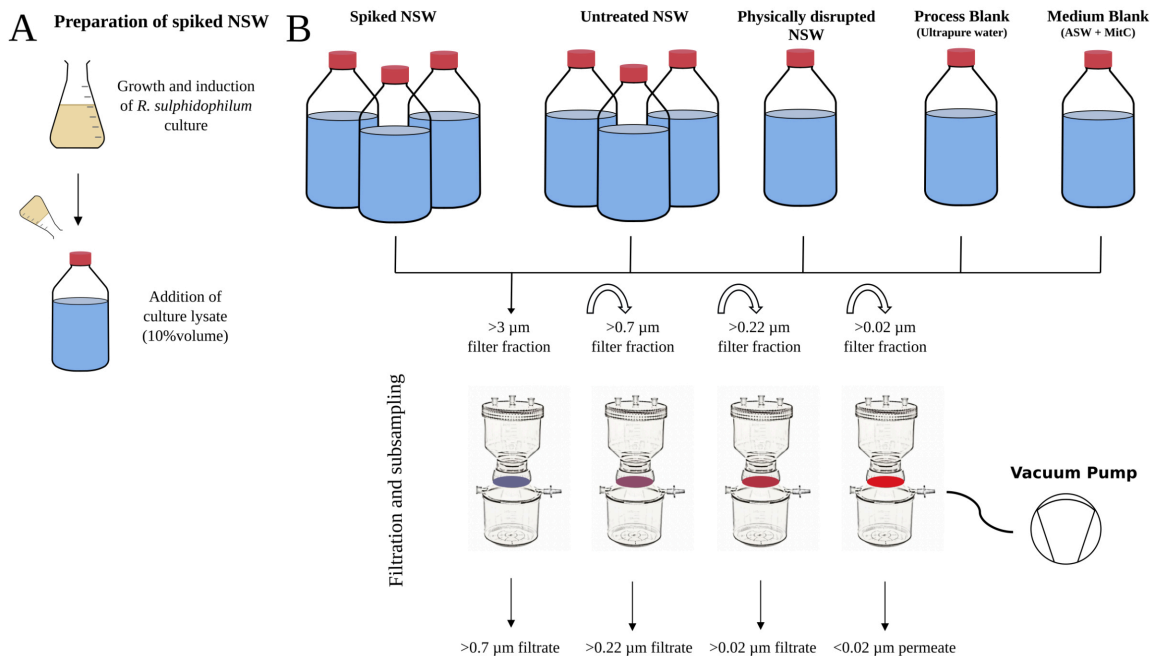 A
Preparation of spiked NSW
Growth and induction
of R. sulphidophilum
culture
Addition of
culture lysate
(10%volume)
B
Spiked NSW
Untreated NSW
Physically disrupted
NSW
Process Blank
(Ultrapure water)
Medium Blank
(ASW + MitC)
>3 µm
filter fraction
>0.7 µm
filter fraction
>0.22 µm
filter fraction
>0.02 µm
filter fraction
Filtration and subsampling
Vacuum Pump
>0.7 µm filtrate
>0.22 µm filtrate
>0.02 µm filtrate
<0.02 µm permeate